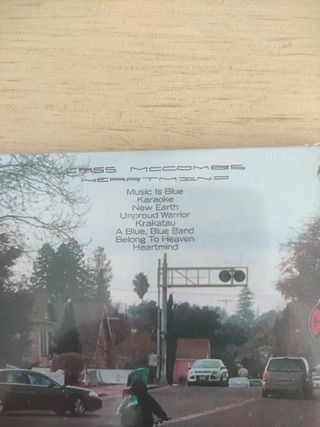 CASS MCCOMBS
HEARTMIND
Music Is Blue
Karaoke
New Earth
Unproud Warrior
Krakatau
A Blue, Blue Band
Belong To Heaven
Heartmind